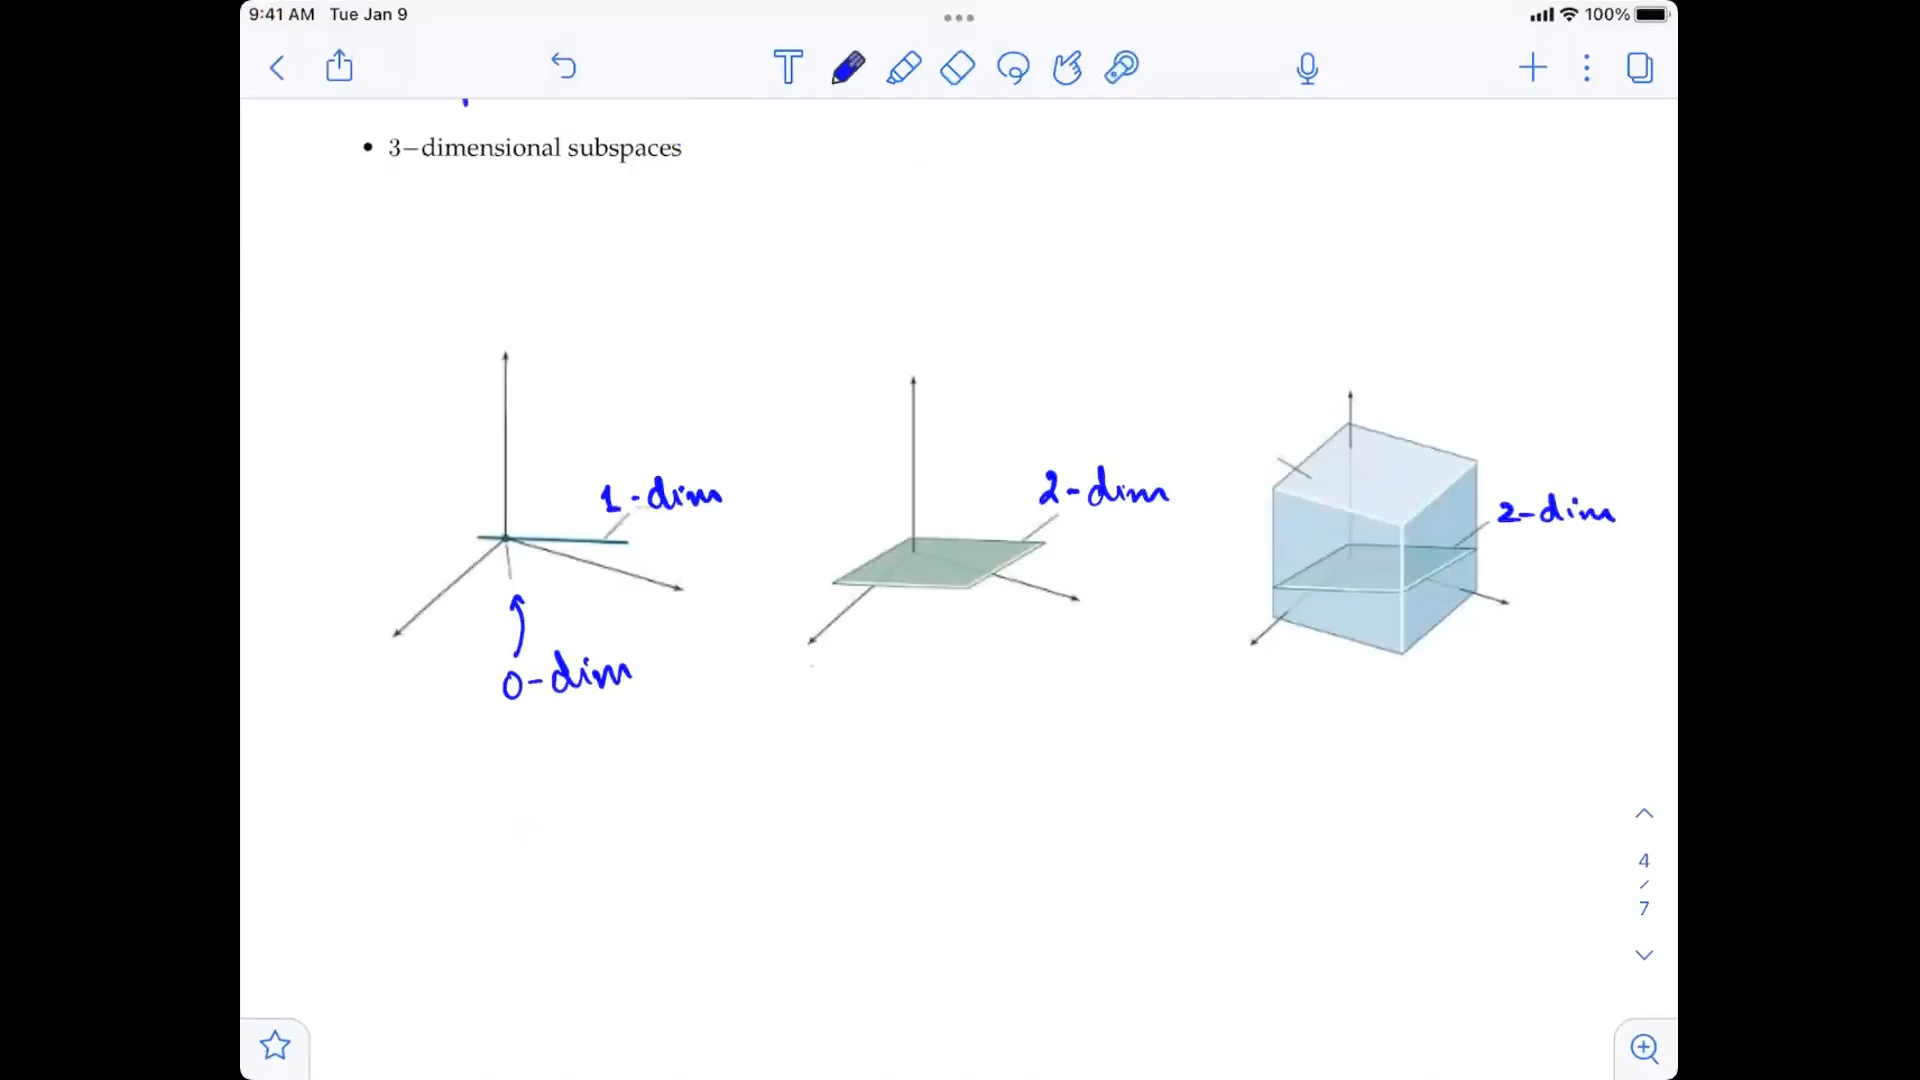 9:41 AM Tue Jan 9 100%
• 3–dimensional subspaces
1-dim
2-dim
2-dim
0-dim
4
/
7